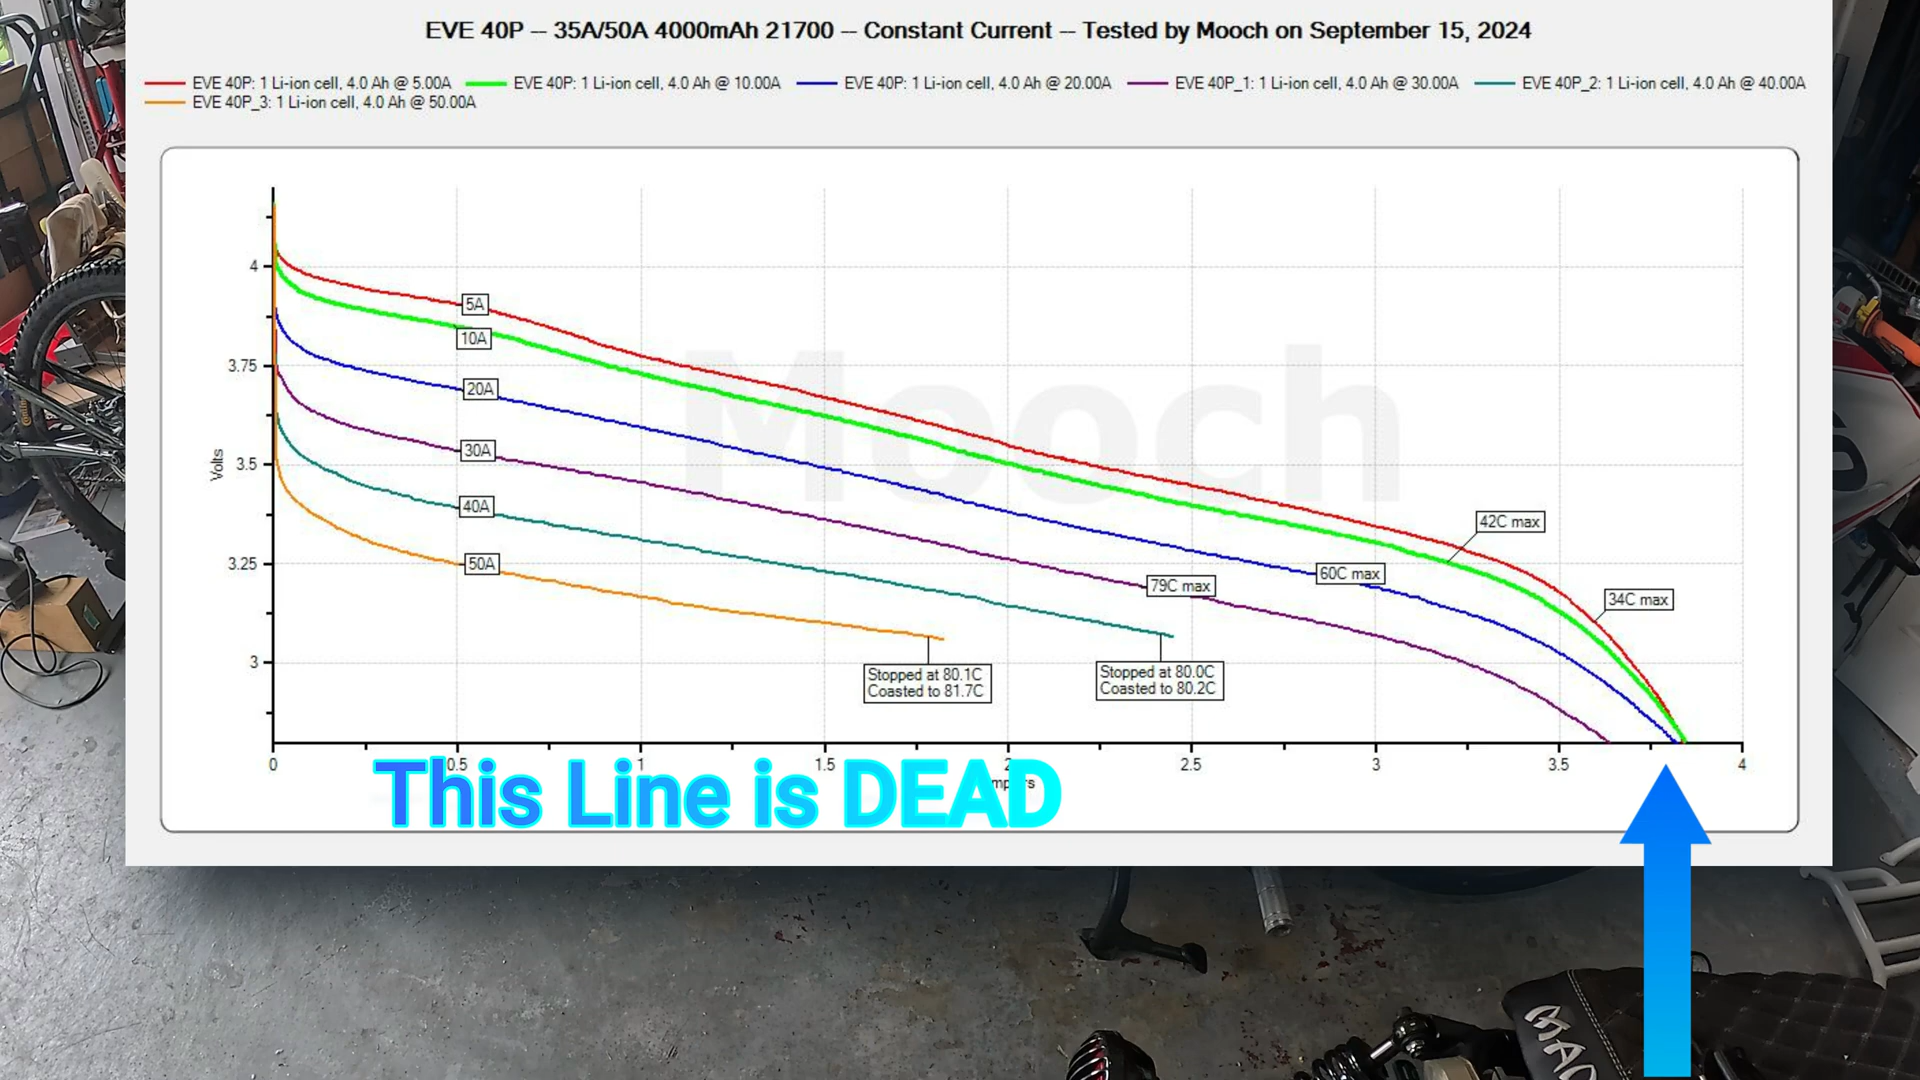 EVE 40P -- 35A/50A 4000mAh 21700 -- Constant Current -- Tested by Mooch on September 15, 2024
EVE 40P: 1 Li-ion cell, 4.0 Ah @ 5.00A
EVE 40P: 1 Li-ion cell, 4.0 Ah @ 10.00A
EVE 40P: 1 Li-ion cell, 4.0 Ah @ 20.00A
EVE 40P_1: 1 Li-ion cell, 4.0 Ah @ 30.00A
EVE 40P_2: 1 Li-ion cell, 4.0 Ah @ 40.00A
EVE 40P_3: 1 Li-ion cell, 4.0 Ah @ 50.00A
Mooch
Volts
4
3.75
3.5
3.25
3
5A
10A
20A
30A
40A
50A
42C max
60C max
79C max
34C max
Stopped at 80.1C
Coasted to 81.7C
Stopped at 80.0C
Coasted to 80.2C
0
0.5
1
1.5
2
2.5
3
3.5
4
This Line is DEAD